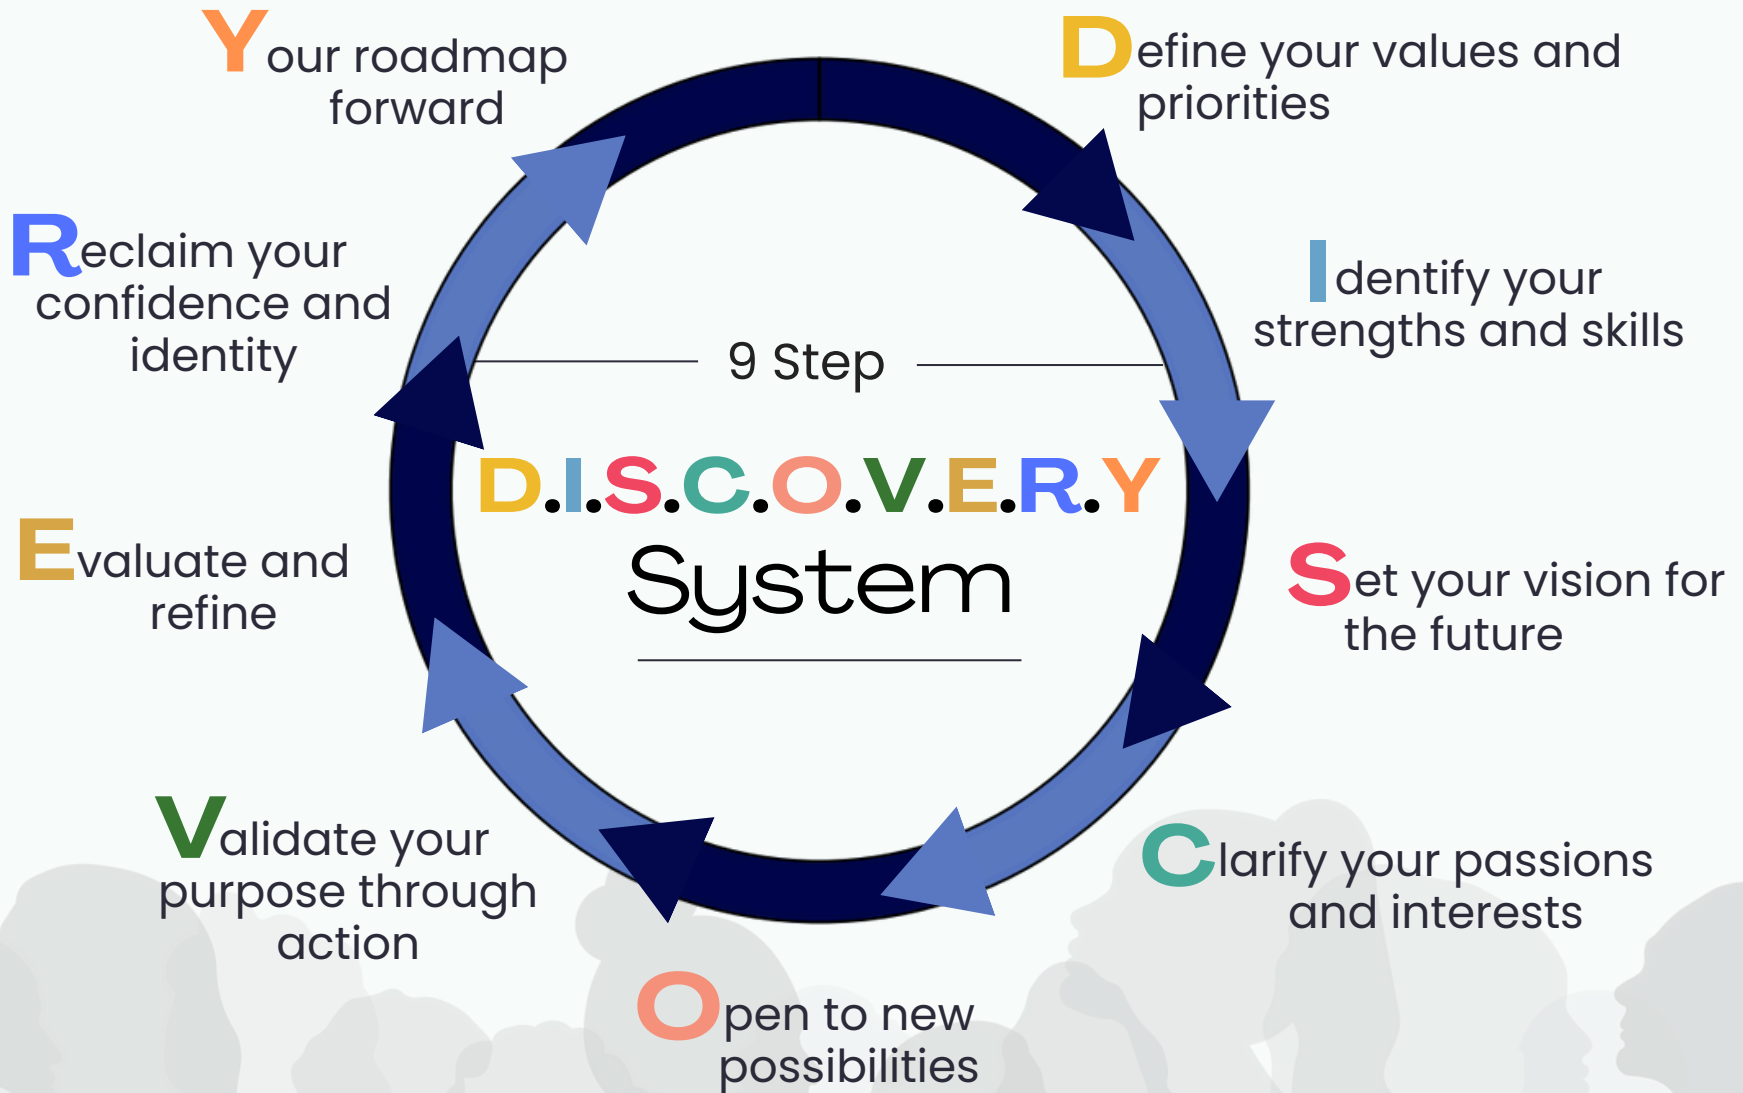 9 Step
D.I.S.C.O.V.E.R.Y
System
Define your values and
priorities
Identify your
strengths and skills
Set your vision for
the future
Clarify your passions
and interests
Open to new
possibilities
Validate your
purpose through
action
Evaluate and
refine
Reclaim your
confidence and
identity
Your roadmap
forward